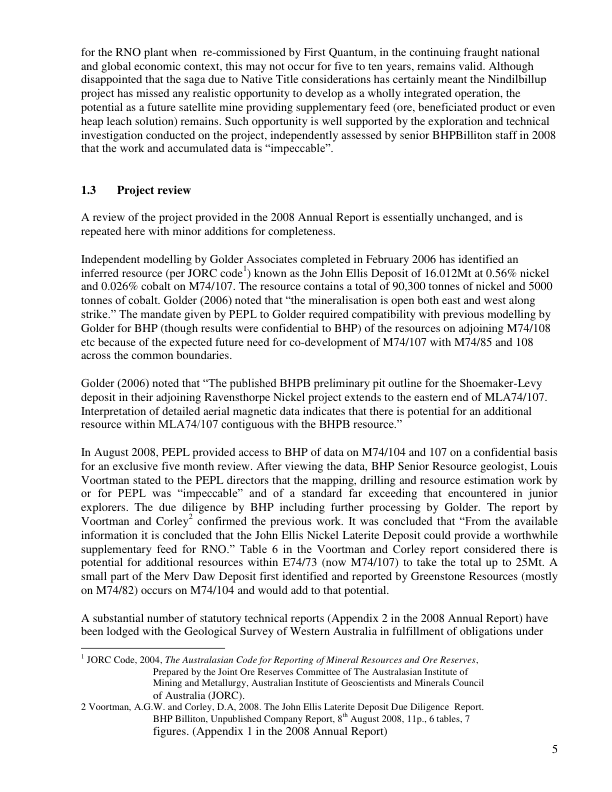 for the RNO plant when  re-commissioned by First Quantum, in the continuing fraught national
and global economic context, this may not occur for five to ten years, remains valid. Although
disappointed that the saga due to Native Title considerations has certainly meant the Nindilbillup
project has missed any realistic opportunity to develop as a wholly integrated operation, the
potential as a future satellite mine providing supplementary feed (ore, beneficiated product or even
heap leach solution) remains. Such opportunity is well supported by the exploration and technical
investigation conducted on the project, independently assessed by senior BHPBilliton staff in 2008
that the work and accumulated data is “impeccable”.
1.3 Project review
A review of the project provided in the 2008 Annual Report is essentially unchanged, and is
repeated here with minor additions for completeness.
Independent modelling by Golder Associates completed in February 2006 has identified an
inferred resource (per JORC code1) known as the John Ellis Deposit of 16.012Mt at 0.56% nickel
and 0.026% cobalt on M74/107. The resource contains a total of 90,300 tonnes of nickel and 5000
tonnes of cobalt. Golder (2006) noted that “the mineralisation is open both east and west along
strike.” The mandate given by PEPL to Golder required compatibility with previous modelling by
Golder for BHP (though results were confidential to BHP) of the resources on adjoining M74/108
etc because of the expected future need for co-development of M74/107 with M74/85 and 108
across the common boundaries.
Golder (2006) noted that “The published BHPB preliminary pit outline for the Shoemaker-Levy
deposit in their adjoining Ravensthorpe Nickel project extends to the eastern end of MLA74/107.
Interpretation of detailed aerial magnetic data indicates that there is potential for an additional
resource within MLA74/107 contiguous with the BHPB resource.”
In August 2008, PEPL provided access to BHP of data on M74/104 and 107 on a confidential basis
for an exclusive five month review. After viewing the data, BHP Senior Resource geologist, Louis
Voortman stated to the PEPL directors that the mapping, drilling and resource estimation work by
or for PEPL was “impeccable” and of a standard far exceeding that encountered in junior
explorers. The due diligence by BHP including further processing by Golder. The report by
Voortman and Corley2 confirmed the previous work. It was concluded that “From the available
information it is concluded that the John Ellis Nickel Laterite Deposit could provide a worthwhile
supplementary feed for RNO.” Table 6 in the Voortman and Corley report considered there is
potential for additional resources within E74/73 (now M74/107) to take the total up to 25Mt. A
small part of the Merv Daw Deposit first identified and reported by Greenstone Resources (mostly
on M74/82) occurs on M74/104 and would add to that potential.
A substantial number of statutory technical reports (Appendix 2 in the 2008 Annual Report) have
been lodged with the Geological Survey of Western Australia in fulfillment of obligations under
1 JORC Code, 2004, The Australasian Code for Reporting of Mineral Resources and Ore Reserves,
Prepared by the Joint Ore Reserves Committee of The Australasian Institute of
Mining and Metallurgy, Australian Institute of Geoscientists and Minerals Council
of Australia (JORC).
2 Voortman, A.G.W. and Corley, D.A, 2008. The John Ellis Laterite Deposit Due Diligence  Report.
BHP Billiton, Unpublished Company Report, 8th August 2008, 11p., 6 tables, 7
figures. (Appendix 1 in the 2008 Annual Report)
5